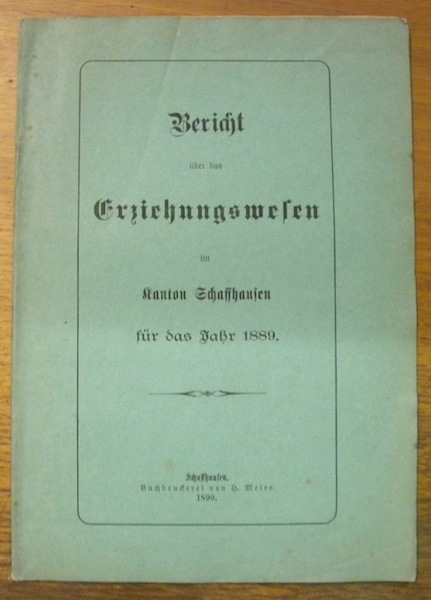 Bericht
über das
Erziehungswesen
im
Kanton Schaffhausen
für das Jahr 1889.
Schaffhausen.
Buchdruckerei von H. Meier.
1890.